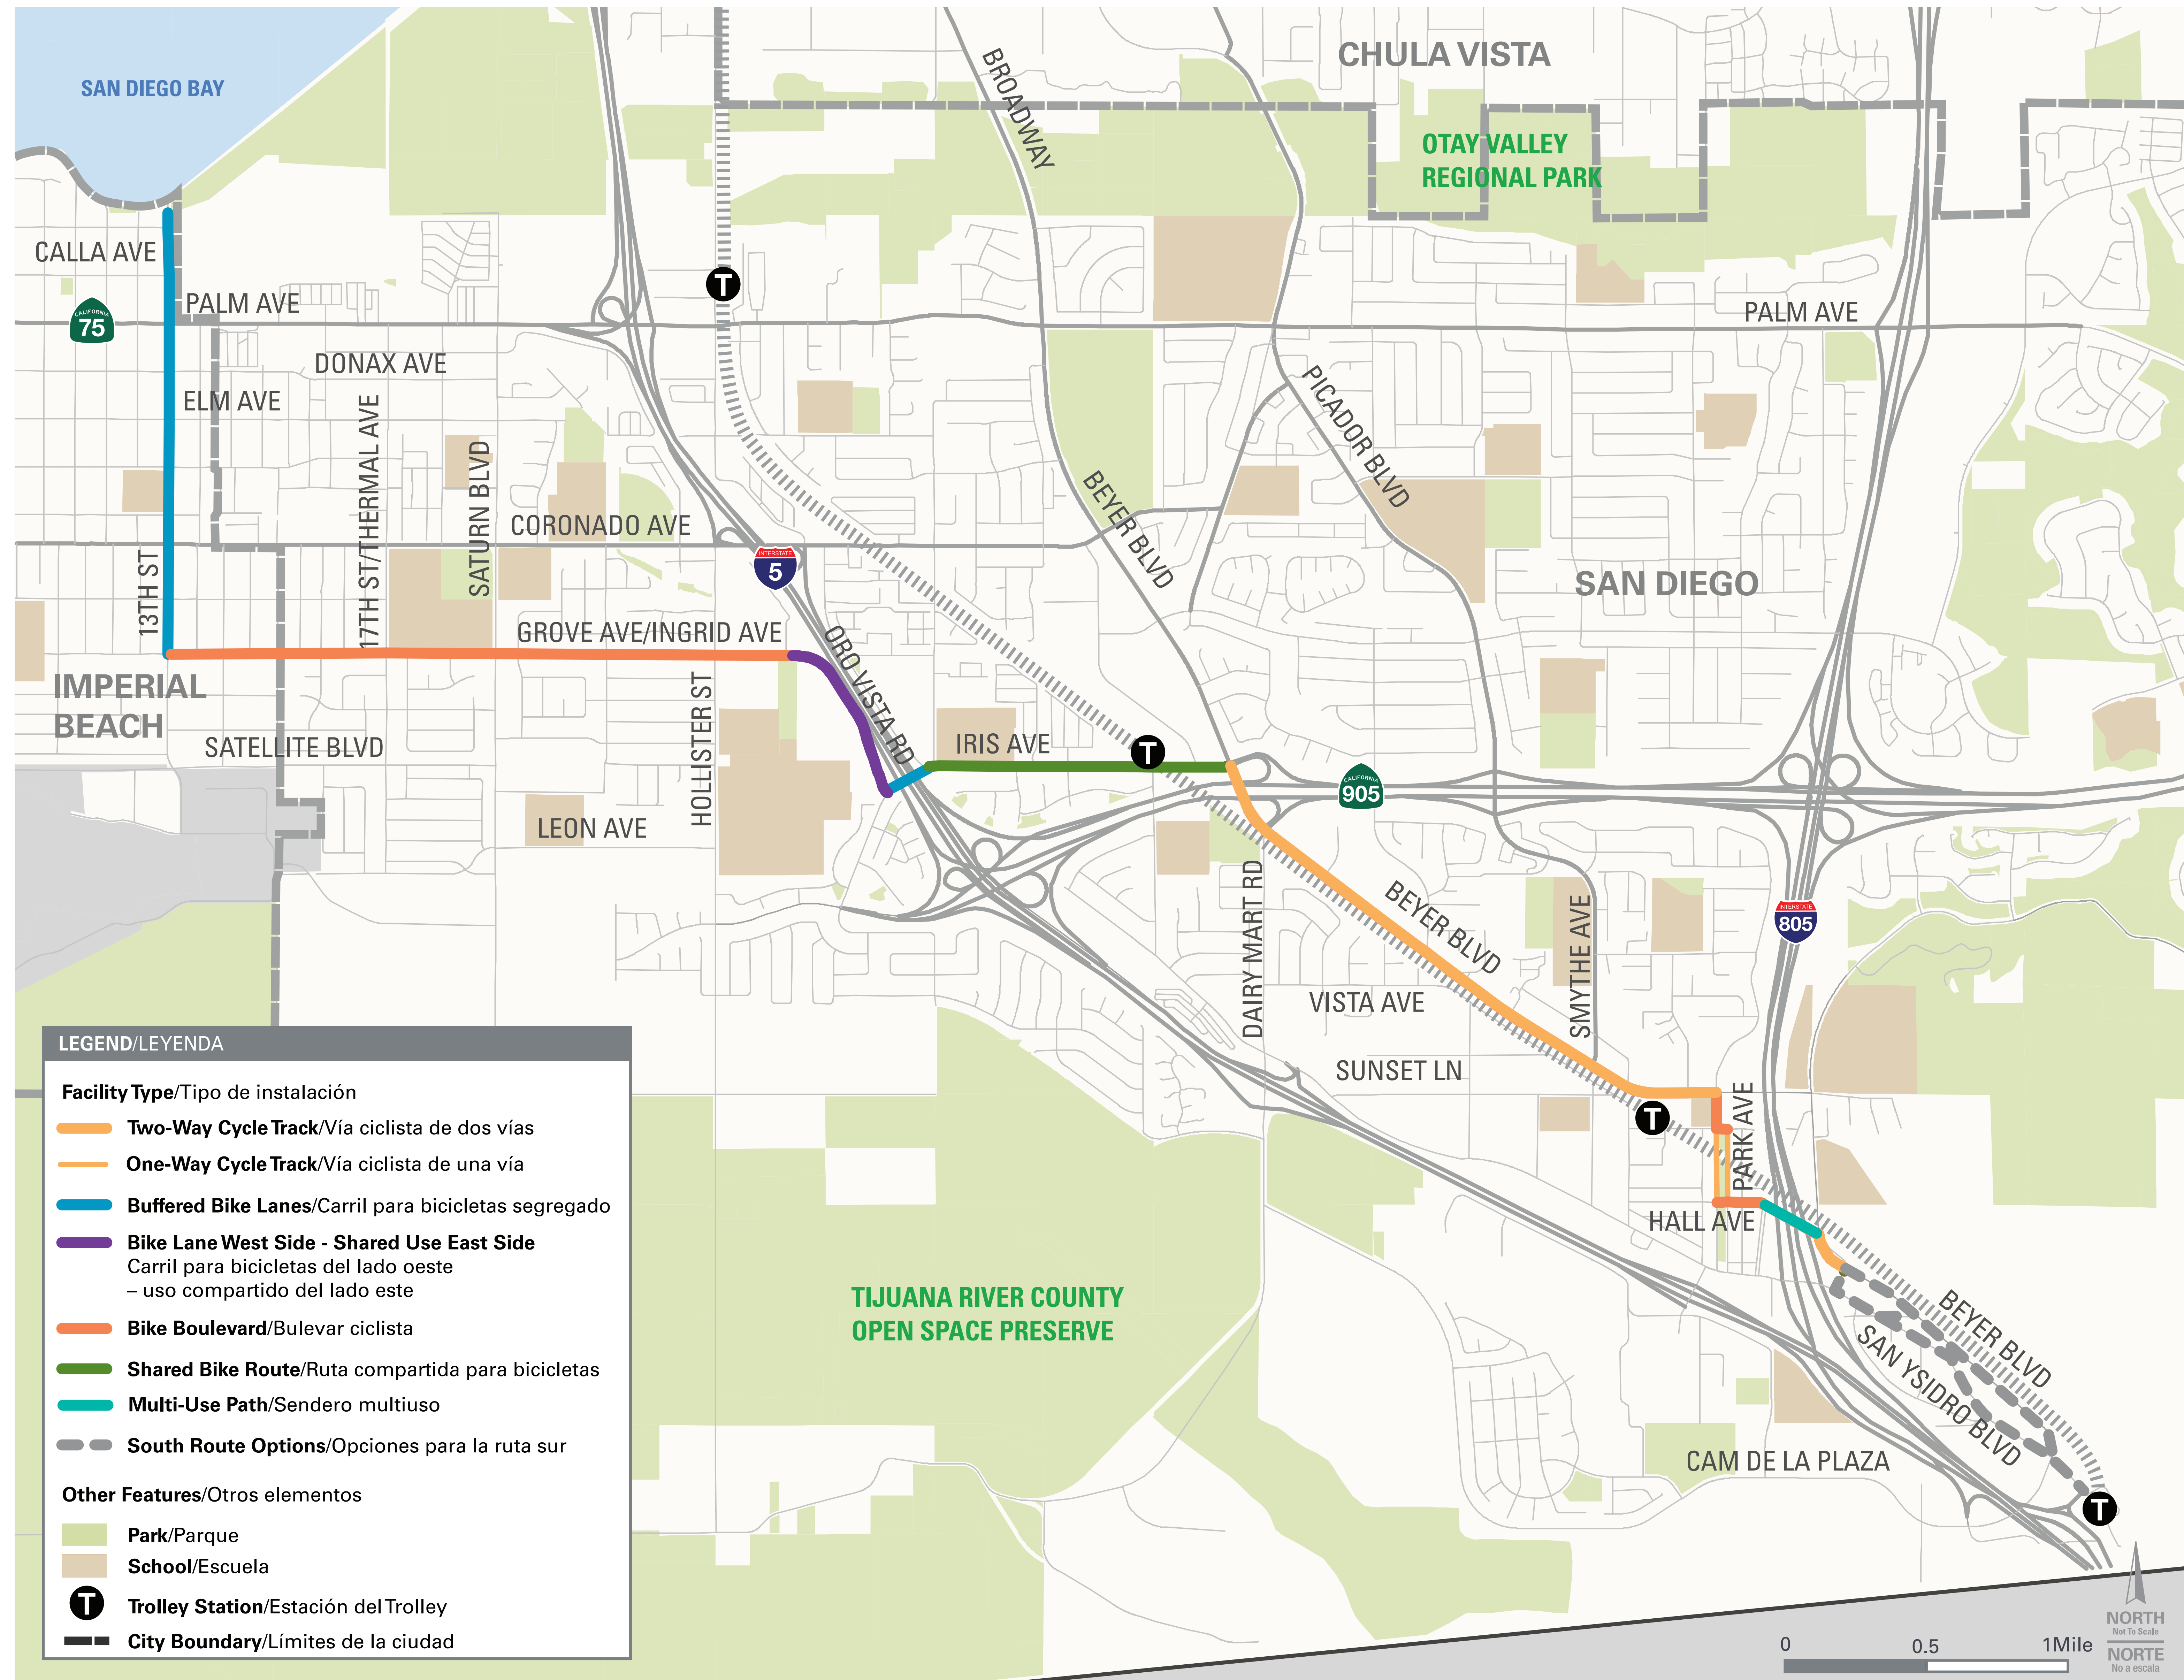 SAN DIEGO BAY
CHULA VISTA
BROADWAY
OTAY VALLEY
REGIONAL PARK
CALLA AVE
PALM AVE
CALIFORNIA
75
PALM AVE
DONAX AVE
ELM AVE
17TH ST/THERMAL AVE
SATURN BLVD
PICADOR BLVD
BEYER BLVD
CORONADO AVE
INTERSTATE
5
13TH ST
SAN DIEGO
GROVE AVE/INGRID AVE
ORO VISTA RD
HOLLISTER ST
IMPERIAL
BEACH
SATELLITE BLVD
IRIS AVE
T
T
CALIFORNIA
905
LEON AVE
DAIRY MART RD
BEYER BLVD
SMYTHE AVE
INTERSTATE
805
VISTA AVE
SUNSET LN
T
PARK AVE
HALL AVE
TIJUANA RIVER COUNTY
OPEN SPACE PRESERVE
BEYER BLVD
SAN YSIDRO BLVD
CAM DE LA PLAZA
T
LEGEND/LEYENDA
Facility Type/Tipo de instalación
Two-Way Cycle Track/Vía ciclista de dos vías
One-Way Cycle Track/Vía ciclista de una vía
Buffered Bike Lanes/Carril para bicicletas segregado
Bike Lane West Side - Shared Use East Side
Carril para bicicletas del lado oeste
– uso compartido del lado este
Bike Boulevard/Bulevar ciclista
Shared Bike Route/Ruta compartida para bicicletas
Multi-Use Path/Sendero multiuso
South Route Options/Opciones para la ruta sur
Other Features/Otros elementos
Park/Parque
School/Escuela
T
Trolley Station/Estación del Trolley
City Boundary/Límites de la ciudad
0 0.5 1Mile
NORTH
Not To Scale
NORTE
No a escala